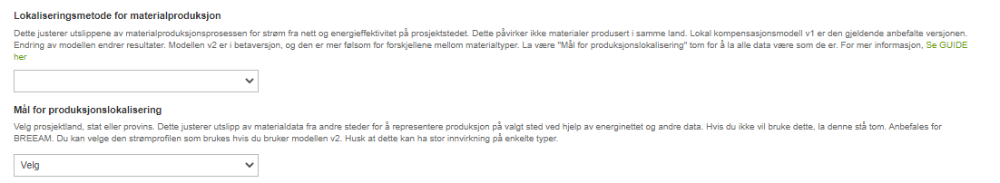 Lokaliseringsmetode for materialproduksjon
Dette justerer utslippene av materialproduksjonsprosessen for strøm fra nett og energieffektivitet på prosjektstedet. Dette påvirker ikke materialer produsert i samme land. Lokal kompensasjonsmodell v1 er den gjeldende anbefalte versjonen.
Endring av modellen endrer resultater. Modellen v2 er i betaversjon, og den er mer følsom for forskjellene mellom materialtyper. La være "Mål for produksjonslokalisering" tom for å la alle data være som de er. For mer informasjon, Se GUIDE
her
Mål for produksjonslokalisering
Velg prosjektland, stat eller provins. Dette justerer utslipp av materialdata fra andre steder for å representere produksjon på valgt sted ved hjelp av energinettet og andre data. Hvis du ikke vil bruke dette, la denne stå tom. Anbefales for
BREEAM. Du kan velge den strømprofilen som brukes hvis du bruker modellen v2. Husk at dette kan ha stor innvirkning på enkelte typer.
Velg